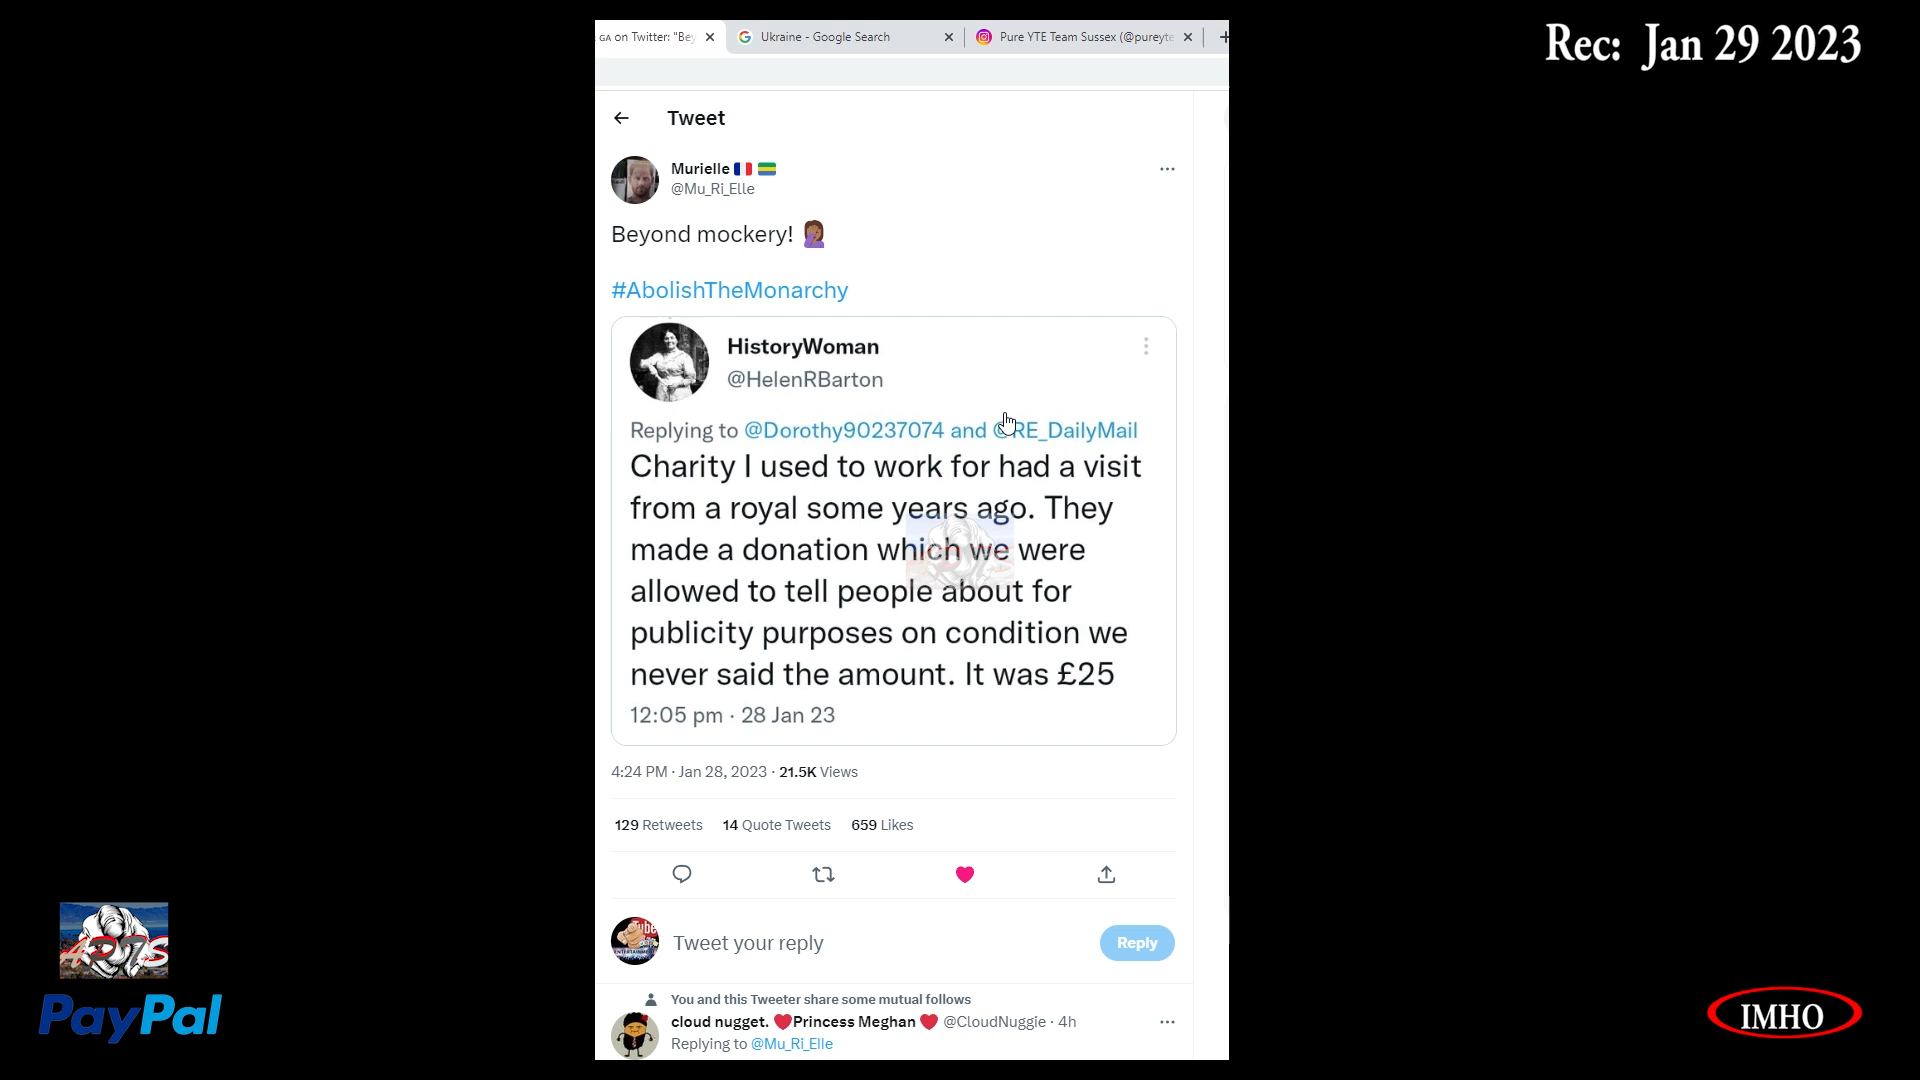 Rec: Jan 29 2023
GA on Twitter: "Bey
Ukraine - Google Search
Pure YTE Team Sussex (@pureyte
Tweet
Murielle
@Mu_Ri_Elle
Beyond mockery!
#AbolishTheMonarchy
HistoryWoman
@HelenRBarton
Replying to @Dorothy90237074 and @RE_DailyMail
Charity I used to work for had a visit
from a royal some years ago. They
made a donation which we were
allowed to tell people about for
publicity purposes on condition we
never said the amount. It was £25
12:05 pm · 28 Jan 23
4:24 PM · Jan 28, 2023 · 21.5K Views
129 Retweets 14 Quote Tweets 659 Likes
Tweet your reply
Reply
You and this Tweeter share some mutual follows
cloud nugget. ❤Princess Meghan ❤ @CloudNuggie · 4h
Replying to @Mu_Ri_Elle
PayPal
IMHO